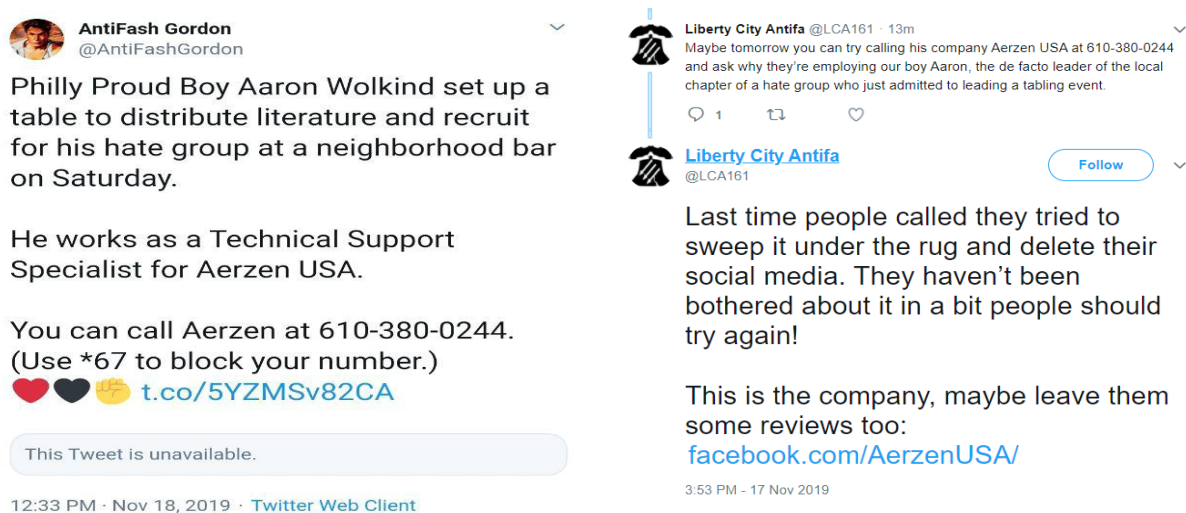 AntiFash Gordon
@AntiFashGordon
Philly Proud Boy Aaron Wolkind set up a
table to distribute literature and recruit
for his hate group at a neighborhood bar
on Saturday.
He works as a Technical Support
Specialist for Aerzen USA.
You can call Aerzen at 610-380-0244.
(Use *67 to block your number.)
❤️🖤✊ t.co/5YZMSv82CA
This Tweet is unavailable.
12:33 PM · Nov 18, 2019 · Twitter Web Client
Liberty City Antifa @LCA161 · 13m
Maybe tomorrow you can try calling his company Aerzen USA at 610-380-0244
and ask why they're employing our boy Aaron, the de facto leader of the local
chapter of a hate group who just admitted to leading a tabling event.
1
Liberty City Antifa
@LCA161
Follow
Last time people called they tried to
sweep it under the rug and delete their
social media. They haven't been
bothered about it in a bit people should
try again!
This is the company, maybe leave them
some reviews too:
facebook.com/AerzenUSA/
3:53 PM - 17 Nov 2019